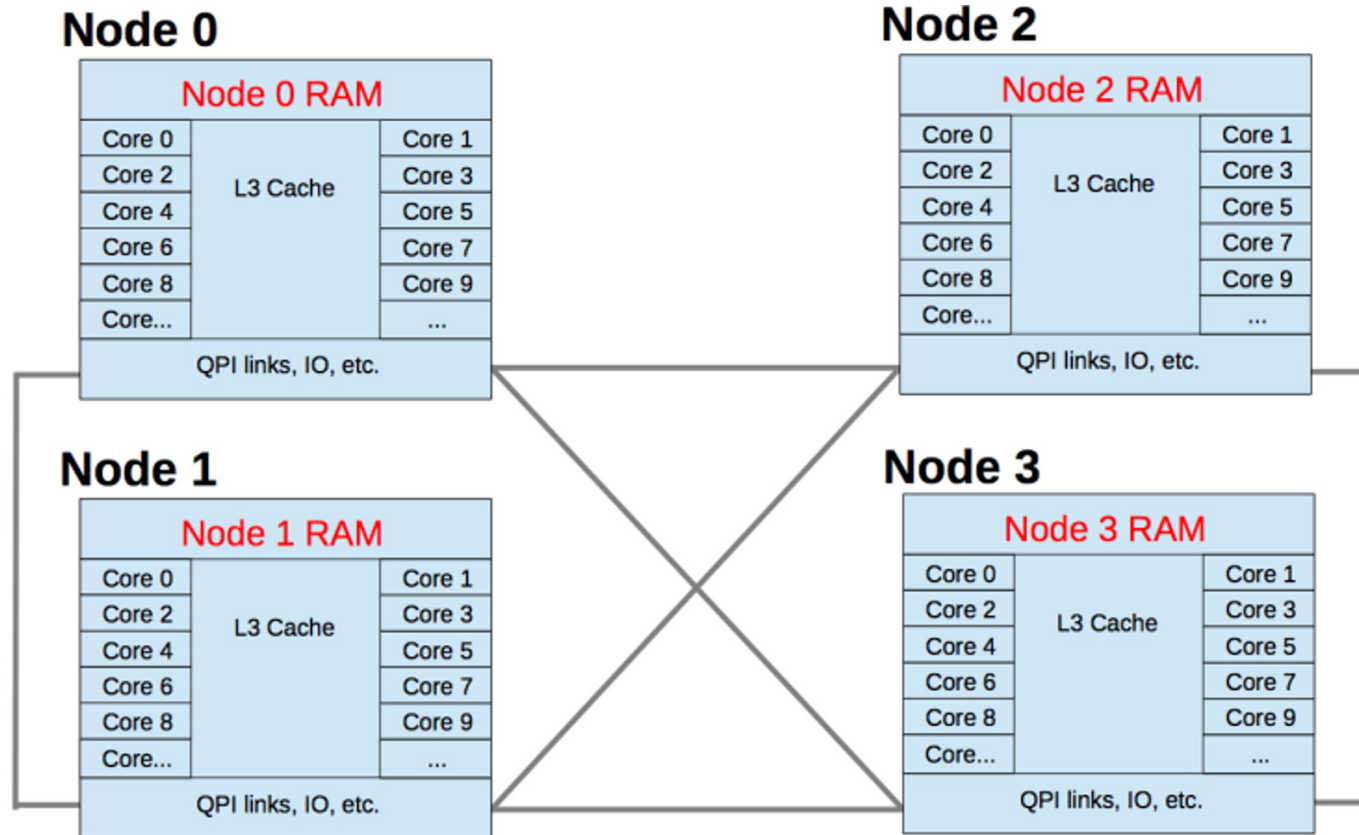 Node 0
Node 0 RAM
Core 0
Core 2
Core 4
Core 6
Core 8
Core...
L3 Cache
Core 1
Core 3
Core 5
Core 7
Core 9
...
QPI links, IO, etc.
Node 2
Node 2 RAM
Core 0
Core 2
Core 4
Core 6
Core 8
Core...
L3 Cache
Core 1
Core 3
Core 5
Core 7
Core 9
...
QPI links, IO, etc.
Node 1
Node 1 RAM
Core 0
Core 2
Core 4
Core 6
Core 8
Core...
L3 Cache
Core 1
Core 3
Core 5
Core 7
Core 9
...
QPI links, IO, etc.
Node 3
Node 3 RAM
Core 0
Core 2
Core 4
Core 6
Core 8
Core...
L3 Cache
Core 1
Core 3
Core 5
Core 7
Core 9
...
QPI links, IO, etc.